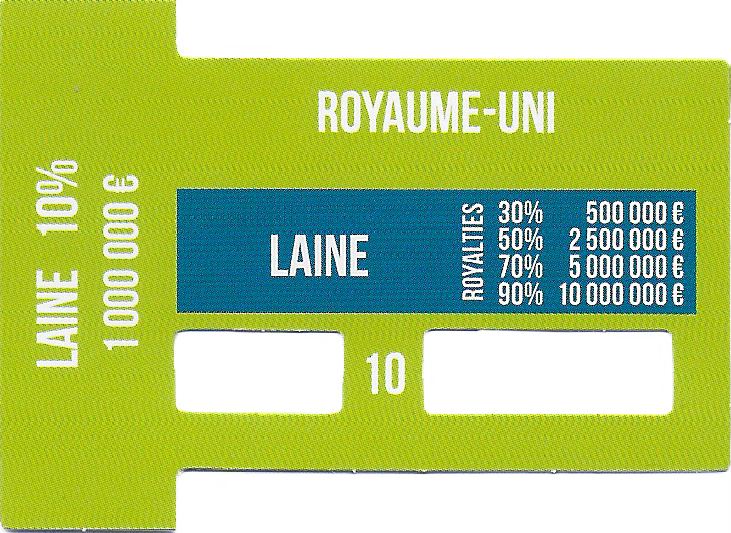 LAINE 10%
1 000 000 €
ROYAUME-UNI
LAINE
ROYALTIES
30% 500 000 €
50% 2 500 000 €
70% 5 000 000 €
90% 10 000 000 €
10